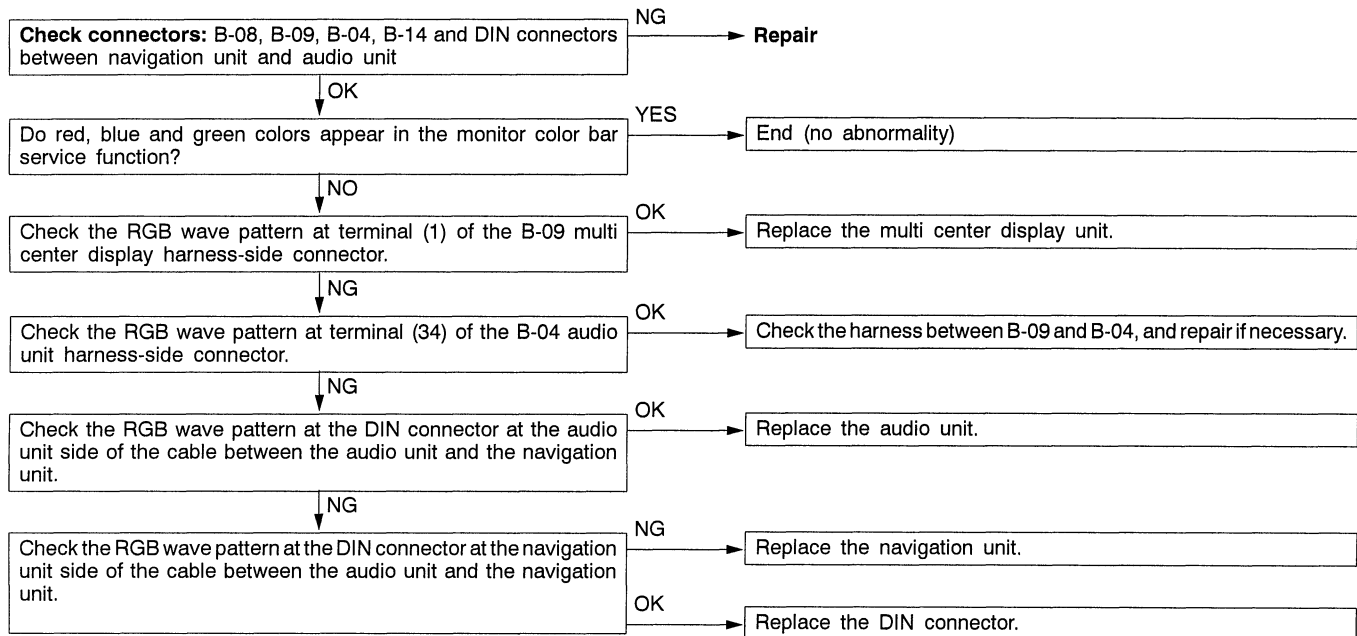 Check connectors: B-08, B-09, B-04, B-14 and DIN connectors
between navigation unit and audio unit
NG
Repair
OK
Do red, blue and green colors appear in the monitor color bar
service function?
YES
End (no abnormality)
NO
Check the RGB wave pattern at terminal (1) of the B-09 multi
center display harness-side connector.
OK
Replace the multi center display unit.
NG
Check the RGB wave pattern at terminal (34) of the B-04 audio
unit harness-side connector.
OK
Check the harness between B-09 and B-04, and repair if necessary.
NG
Check the RGB wave pattern at the DIN connector at the audio
unit side of the cable between the audio unit and the navigation
unit.
OK
Replace the audio unit.
NG
Check the RGB wave pattern at the DIN connector at the navigation
unit side of the cable between the audio unit and the navigation
unit.
NG
Replace the navigation unit.
OK
Replace the DIN connector.